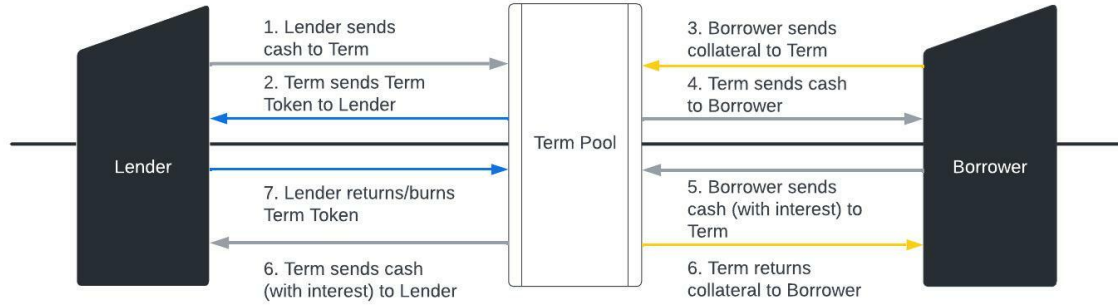 1. Lender sends
cash to Term
2. Term sends Term
Token to Lender
Lender
7. Lender returns/burns
Term Token
6. Term sends cash
(with interest) to Lender
Term Pool
3. Borrower sends
collateral to Term
4. Term sends cash
to Borrower
Borrower
5. Borrower sends
cash (with interest) to
Term
6. Term returns
collateral to Borrower